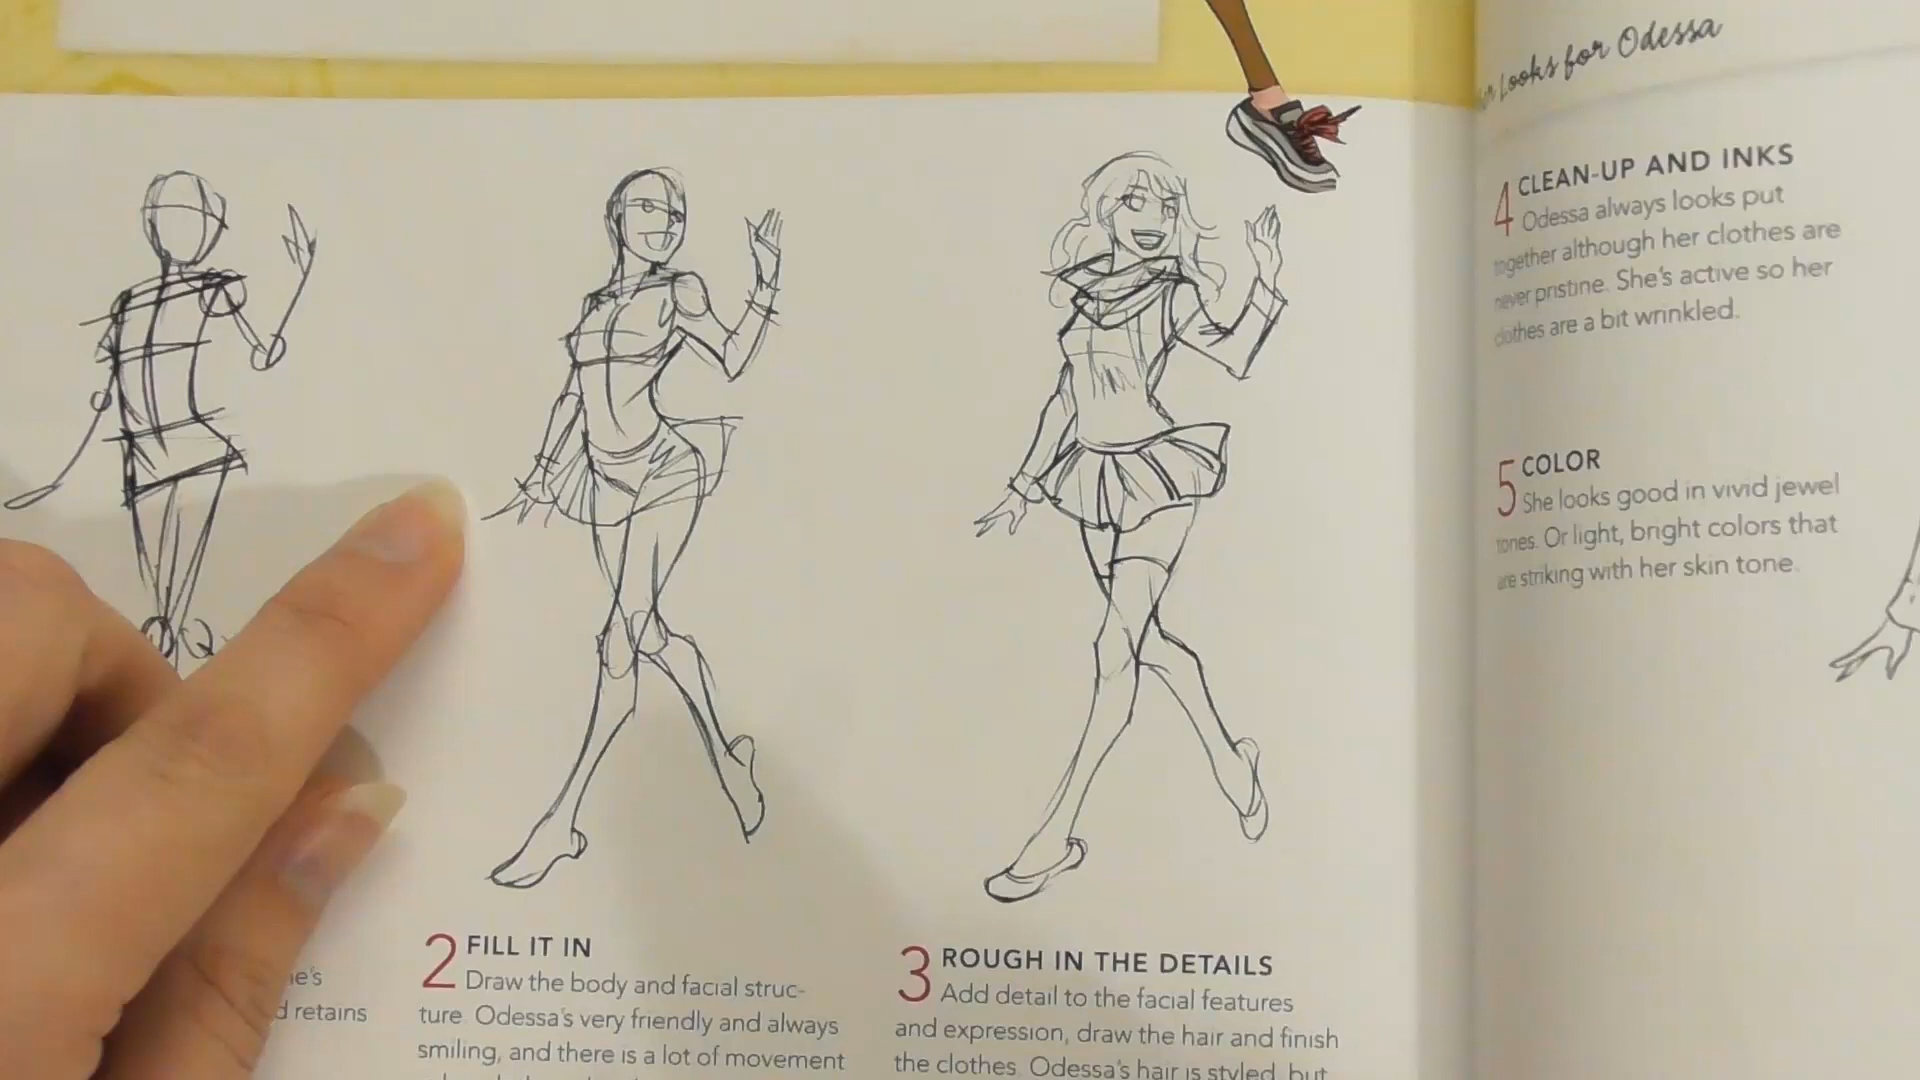 Looks for Odessa
retains
2 FILL IT IN
Draw the body and facial struc-
ture. Odessa's very friendly and always
smiling, and there is a lot of movement
3 ROUGH IN THE DETAILS
Add detail to the facial features
and expression, draw the hair and finish
the clothes. Odessa's hair is styled, but
4 CLEAN-UP AND INKS
Odessa always looks put
together although her clothes are
never pristine. She's active so her
clothes are a bit wrinkled.
5 COLOR
She looks good in vivid jewel
tones. Or light, bright colors that
are striking with her skin tone.